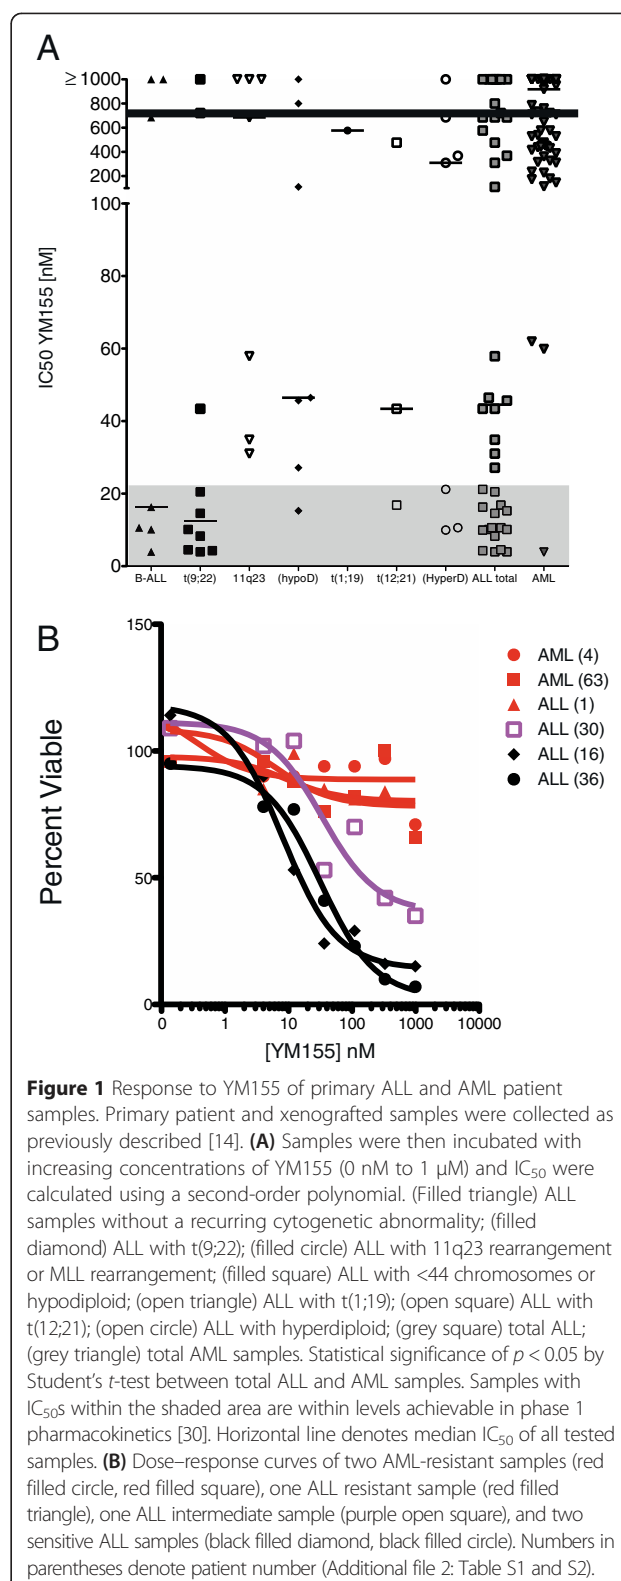 A
≥ 1000
800
600
400
200
100
80
60
40
20
0
IC50 YM155 [nM]
B-ALL t(9;22) 11q23 (hypoD) t(1;19) t(12;21) (HyperD) ALL total AML
B
150
100
50
0
Percent Viable
0 1 10 100 1000 10000
[YM155] nM
AML (4)
AML (63)
ALL (1)
ALL (30)
ALL (16)
ALL (36)
Figure 1 Response to YM155 of primary ALL and AML patient
samples. Primary patient and xenografted samples were collected as
previously described [14]. (A) Samples were then incubated with
increasing concentrations of YM155 (0 nM to 1 μM) and IC50 were
calculated using a second-order polynomial. (Filled triangle) ALL
samples without a recurring cytogenetic abnormality; (filled
diamond) ALL with t(9;22); (filled circle) ALL with 11q23 rearrangement
or MLL rearrangement; (filled square) ALL with <44 chromosomes or
hypodiploid; (open triangle) ALL with t(1;19); (open square) ALL with
t(12;21); (open circle) ALL with hyperdiploid; (grey square) total ALL;
(grey triangle) total AML samples. Statistical significance of p < 0.05 by
Student's t-test between total ALL and AML samples. Samples with
IC50s within the shaded area are within levels achievable in phase 1
pharmacokinetics [30]. Horizontal line denotes median IC50 of all tested
samples. (B) Dose–response curves of two AML-resistant samples (red
filled circle, red filled square), one ALL resistant sample (red filled
triangle), one ALL intermediate sample (purple open square), and two
sensitive ALL samples (black filled diamond, black filled circle). Numbers in
parentheses denote patient number (Additional file 2: Table S1 and S2).